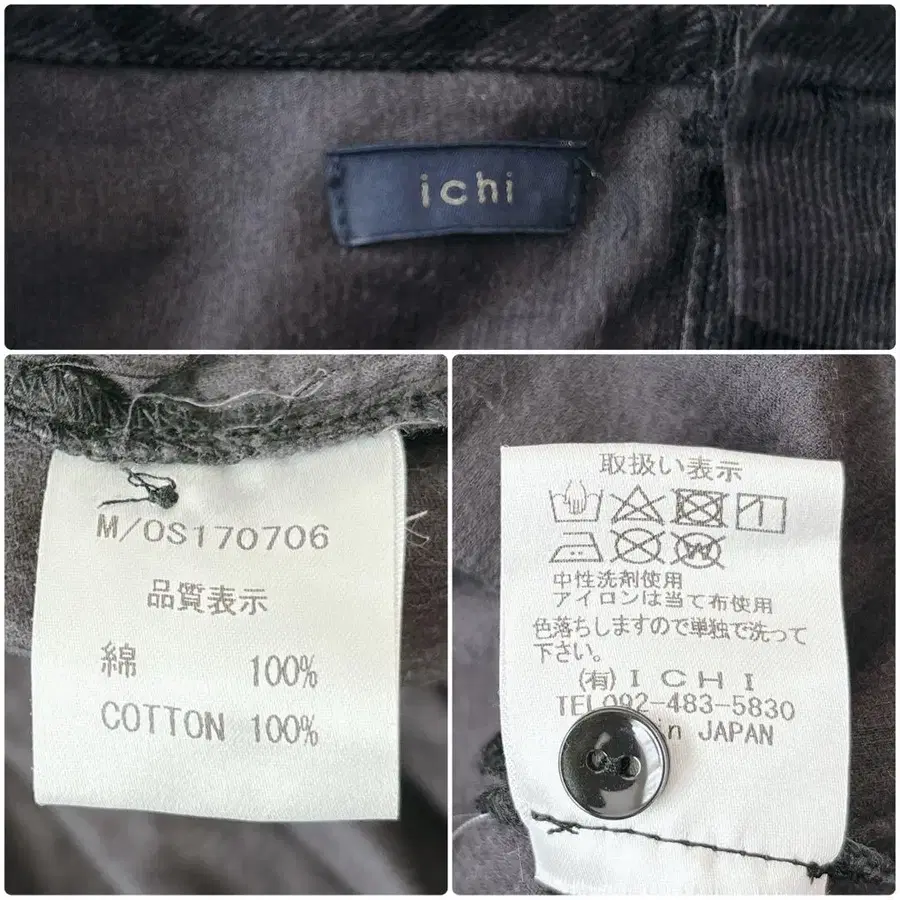 ichi
M/OS170706
品質表示
綿 100%
COTTON 100%
取扱い表示
中性洗剤使用
アイロンは当て布使用
色落ちしますので単独で洗って
下さい。
(有)ICHI
TEL092-483-5830
in JAPAN